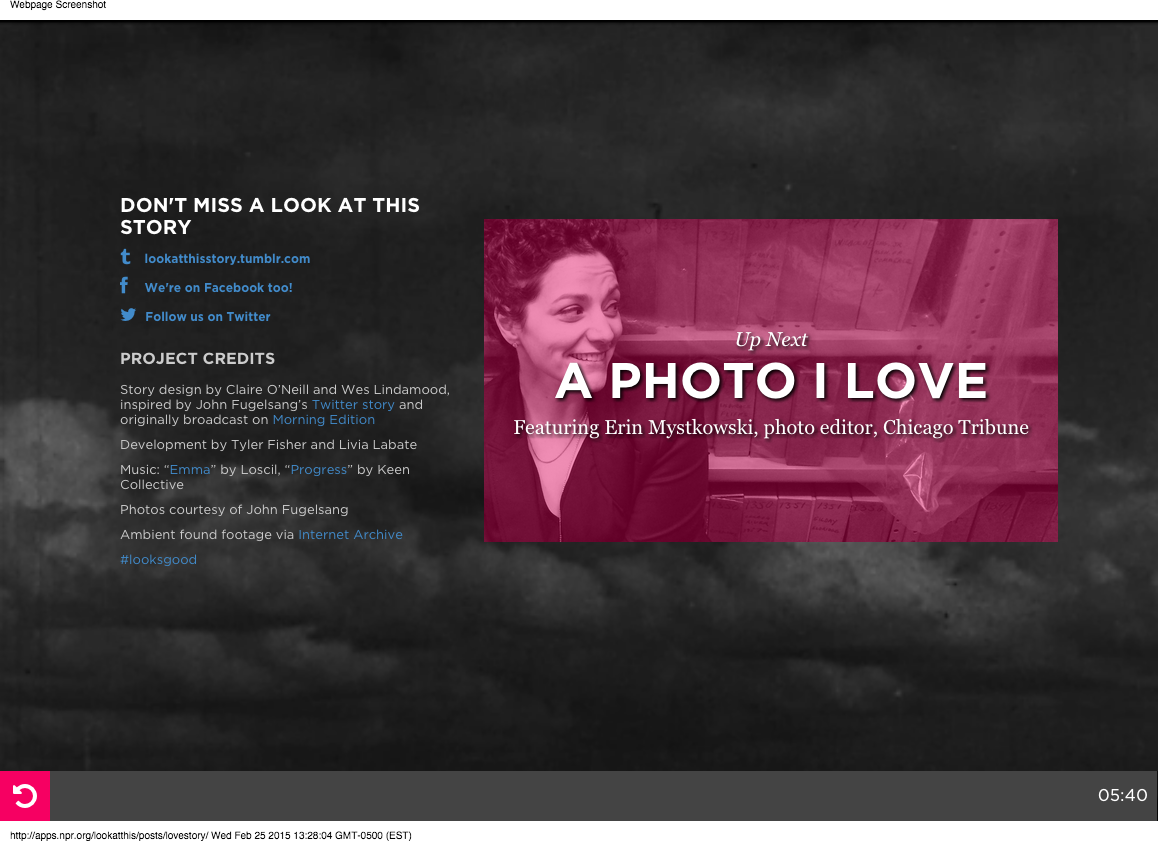 Webpage Screenshot
DON'T MISS A LOOK AT THIS
STORY
lookatthisstory.tumblr.com
We're on Facebook too!
Follow us on Twitter
PROJECT CREDITS
Story design by Claire O’Neill and Wes Lindamood,
inspired by John Fugelsang’s Twitter story and
originally broadcast on Morning Edition
Development by Tyler Fisher and Livia Labate
Music: “Emma” by Loscil, “Progress” by Keen
Collective
Photos courtesy of John Fugelsang
Ambient found footage via Internet Archive
#looksgood
Up Next
A PHOTO I LOVE
Featuring Erin Mystkowski, photo editor, Chicago Tribune
05:40
http://apps.npr.org/lookatthis/posts/lovestory/ Wed Feb 25 2015 13:28:04 GMT-0500 (EST)